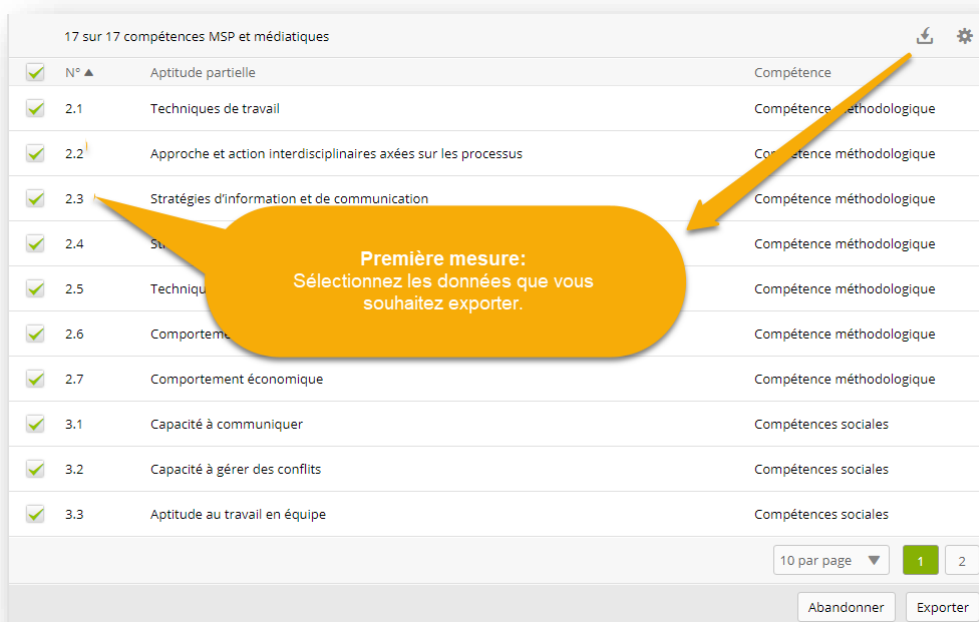 17 sur 17 compétences MSP et médiatiques
N° ▲ Aptitude partielle Compétence
2.1 Techniques de travail Compétence méthodologique
2.2 Approche et action interdisciplinaires axées sur les processus Compétence méthodologique
2.3 Stratégies d'information et de communication Compétence méthodologique
2.4 Compétence méthodologique
2.5 Compétence méthodologique
2.6 Compétence méthodologique
Première mesure:
Sélectionnez les données que vous
souhaitez exporter.
2.7 Comportement économique Compétence méthodologique
3.1 Capacité à communiquer Compétences sociales
3.2 Capacité à gérer des conflits Compétences sociales
3.3 Aptitude au travail en équipe Compétences sociales
10 par page ▼ 1 2
Abandonner Exporter